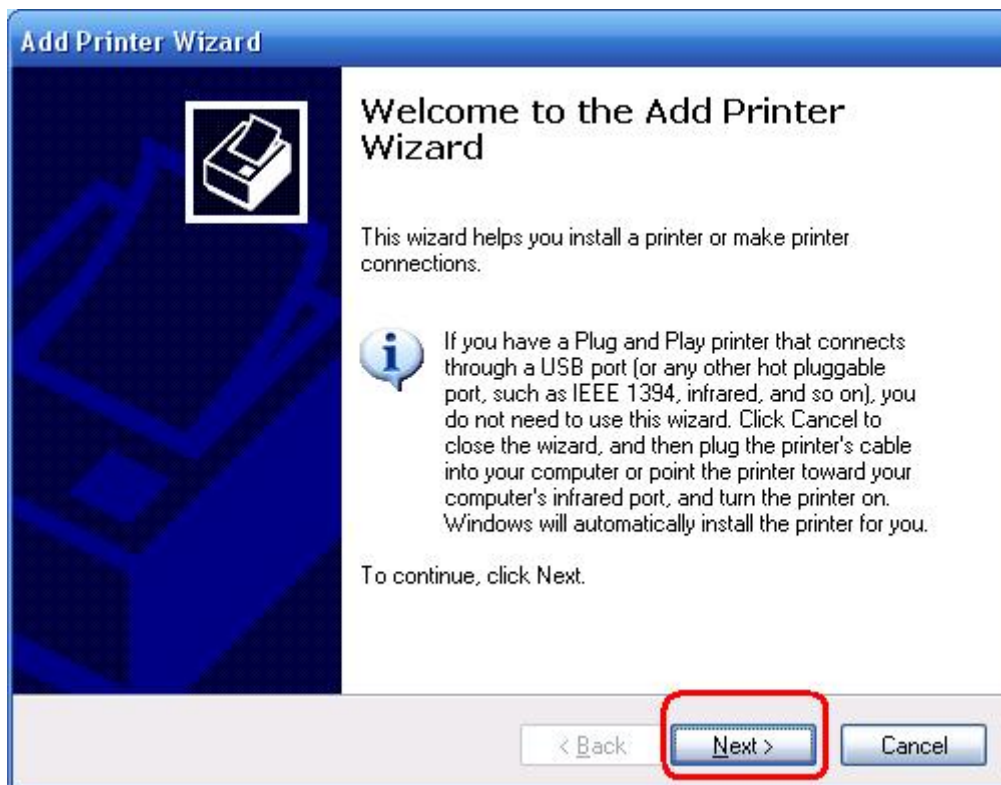 Add Printer Wizard
Welcome to the Add Printer
Wizard
This wizard helps you install a printer or make printer
connections.
If you have a Plug and Play printer that connects
through a USB port (or any other hot pluggable
port, such as IEEE 1394, infrared, and so on), you
do not need to use this wizard. Click Cancel to
close the wizard, and then plug the printer's cable
into your computer or point the printer toward your
computer's infrared port, and turn the printer on.
Windows will automatically install the printer for you.
To continue, click Next.
< Back Next > Cancel